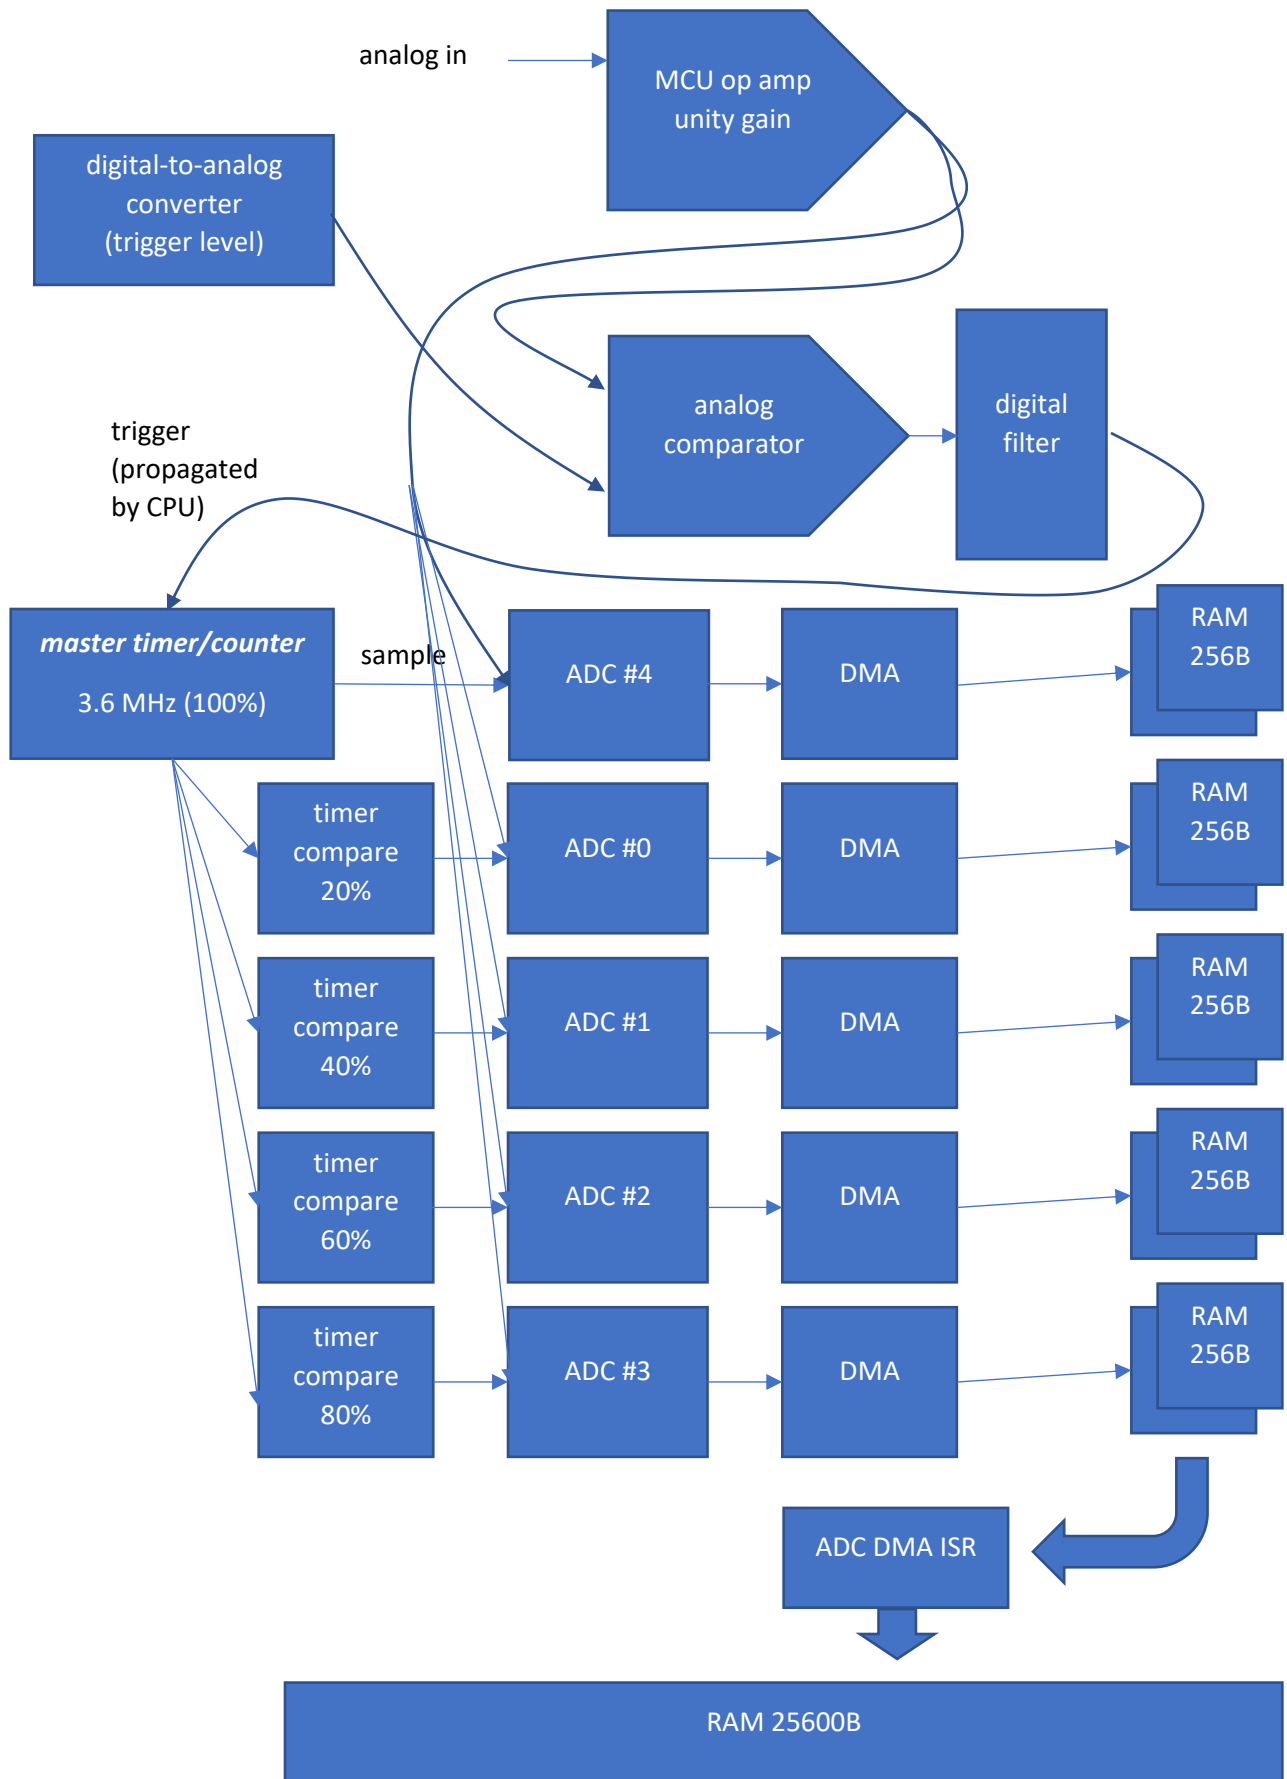 analog in
MCU op amp
unity gain
digital-to-analog
converter
(trigger level)
analog
comparator
digital
filter
trigger
(propagated
by CPU)
master timer/counter
3.6 MHz (100%)
sample
ADC #4
DMA
RAM
256B
timer
compare
20%
ADC #0
DMA
RAM
256B
timer
compare
40%
ADC #1
DMA
RAM
256B
timer
compare
60%
ADC #2
DMA
RAM
256B
timer
compare
80%
ADC #3
DMA
RAM
256B
ADC DMA ISR
RAM 25600B